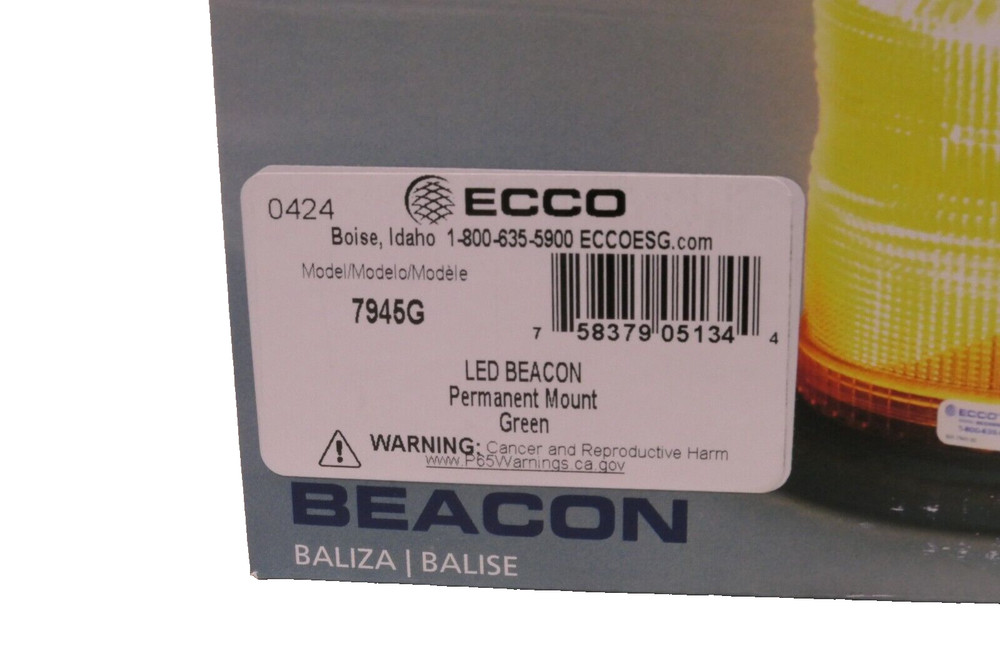 0424
ECCO
Boise, Idaho 1-800-635-5900 ECCOESG.com
Model/Modelo/Modèle
7945G
7 58379 05134 4
LED BEACON
Permanent Mount
Green
WARNING: Cancer and Reproductive Harm
www.P65Warnings.ca.gov
BEACON
BALIZA | BALISE
ECCO